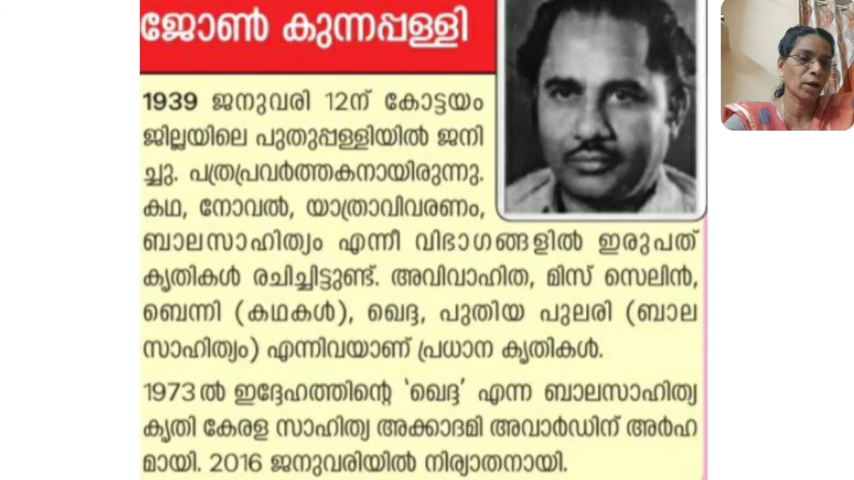 ജോൺ കുന്നപ്പള്ളി
1939 ജനുവരി 12ന് കോട്ടയം
ജില്ലയിലെ പുതുപ്പള്ളിയിൽ ജനി
ച്ചു. പത്രപ്രവർത്തകനായിരുന്നു.
കഥ, നോവൽ, യാത്രാവിവരണം,
ബാലസാഹിത്യം എന്നീ വിഭാഗങ്ങളിൽ ഇരുപത്
കൃതികൾ രചിച്ചിട്ടുണ്ട്. അവിവാഹിത, മിസ് സെലിൻ,
ബെന്നി (കഥകൾ), ഖെദ്ദ, പുതിയ പുലരി (ബാല
സാഹിത്യം) എന്നിവയാണ് പ്രധാന കൃതികൾ.
1973ൽ ഇദ്ദേഹത്തിന്റെ 'ഖെദ്ദ' എന്ന ബാലസാഹിത്യ
കൃതി കേരള സാഹിത്യ അക്കാദമി അവാർഡിന് അർഹ
മായി. 2016 ജനുവരിയിൽ നിര്യാതനായി.